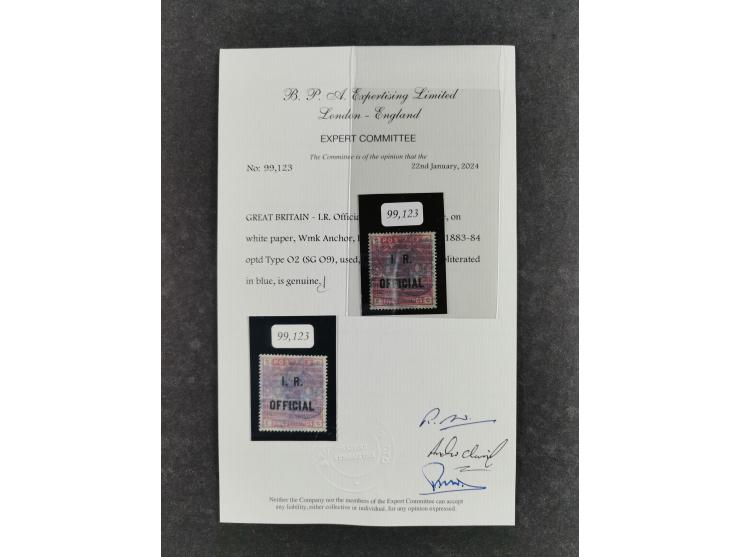 B. P. A. Expertising Limited
London - England
EXPERT COMMITTEE
The Committee is of the opinion that the
No: 99,123
22nd January, 2024
GREAT BRITAIN - I.R. Official on
white paper, Wmk Anchor, 1883-84
optd Type O2 (SG O9), used, obliterated
in blue, is genuine.
99,123
I. R.
OFFICIAL
99,123
I. R.
OFFICIAL
Neither the Company nor the members of the Expert Committee can accept
any liability, either collective or individual, for any opinion expressed.